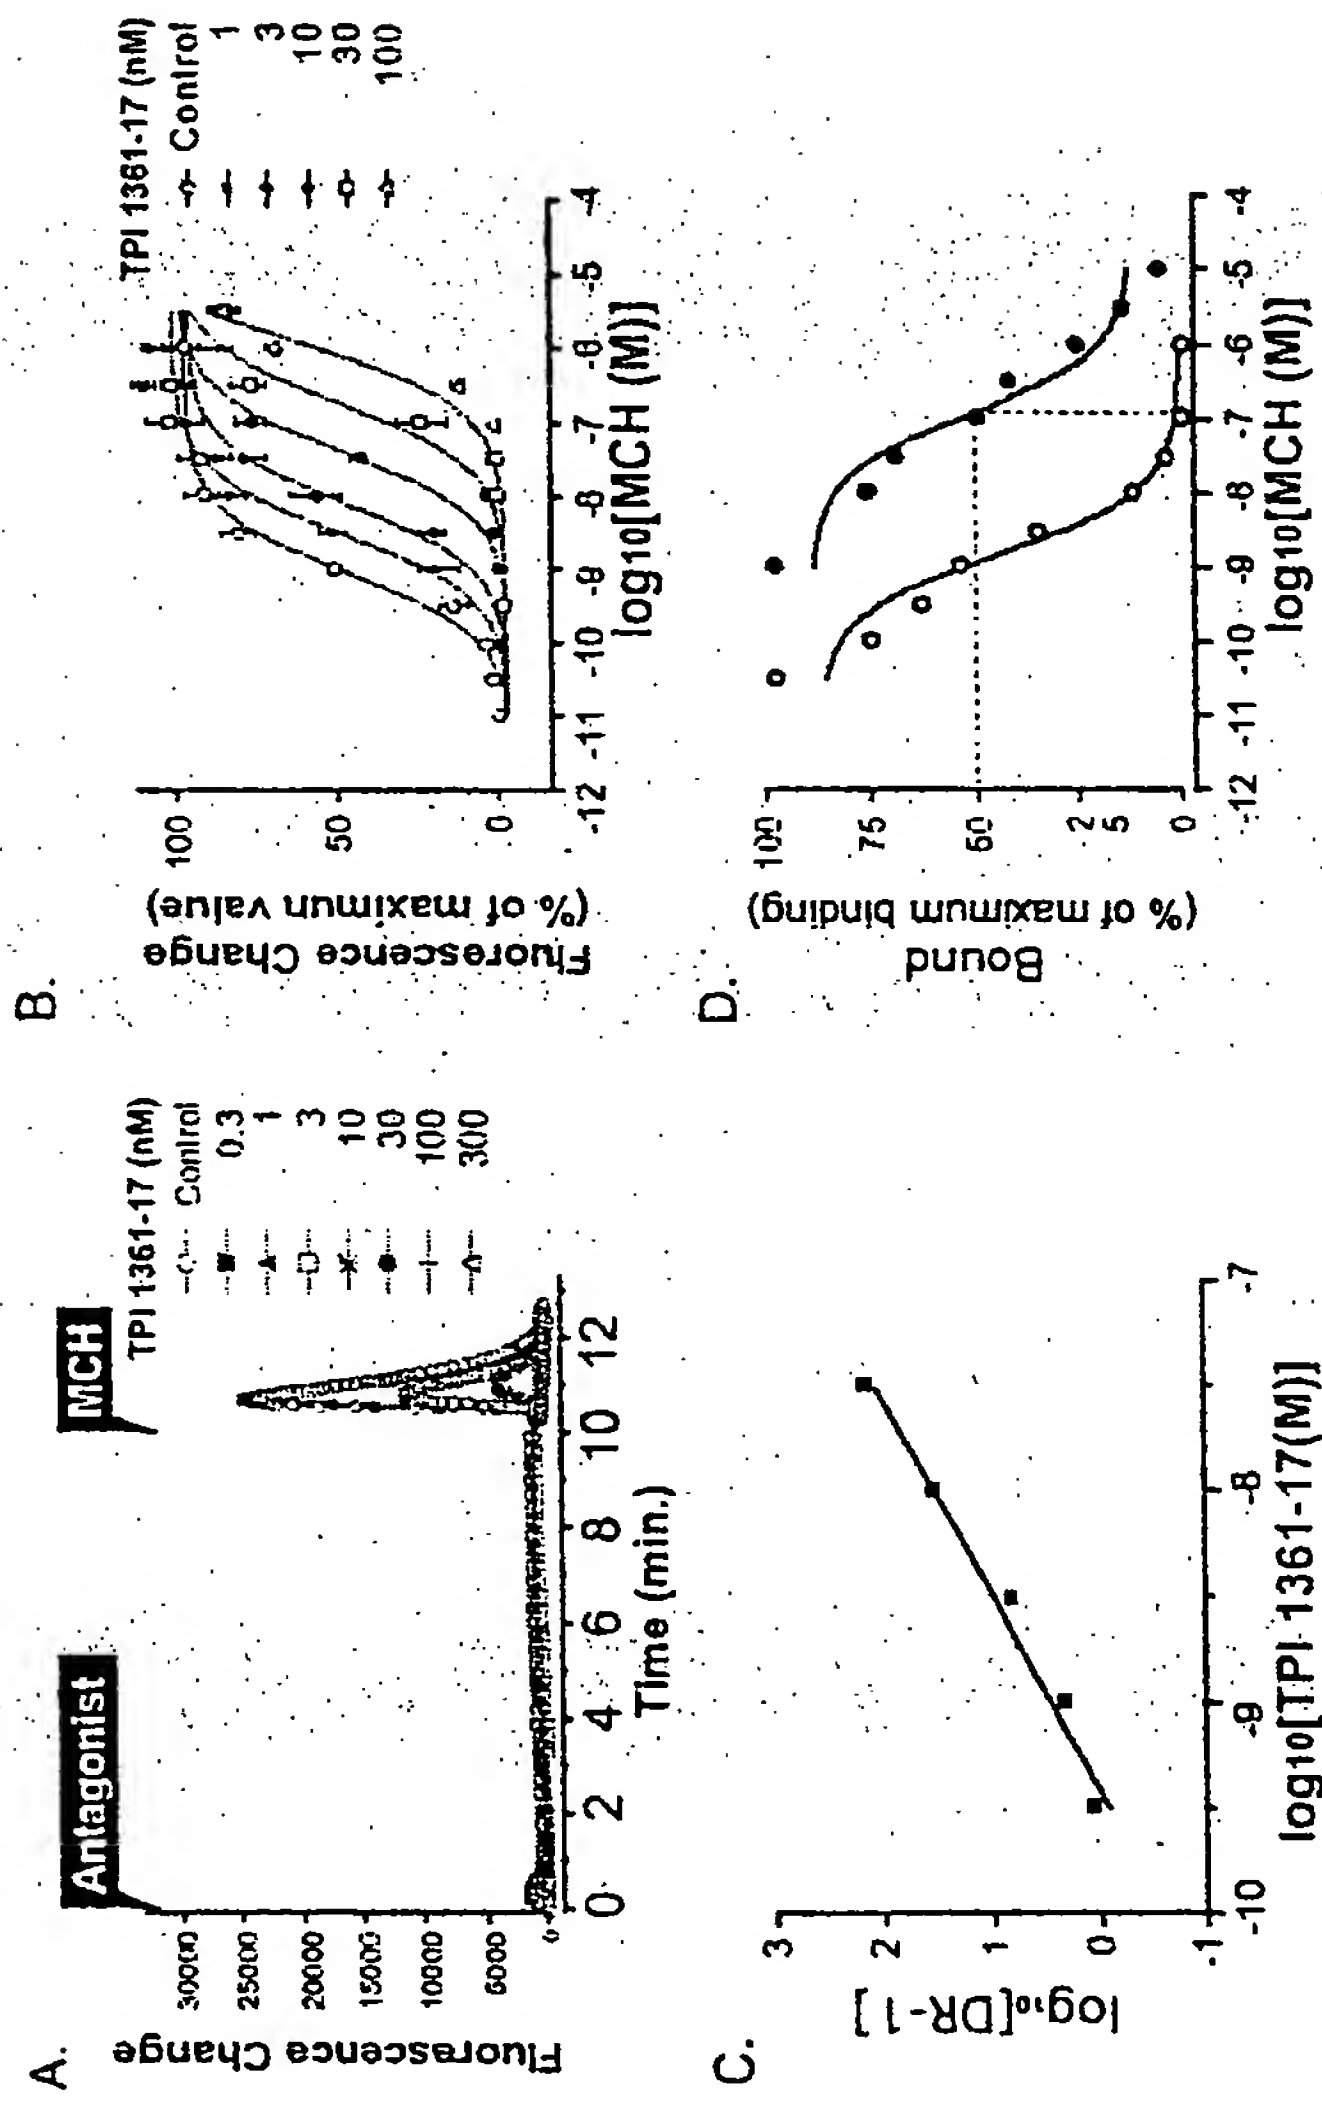 A.
Antagonist
MCH
TPI 1361-17 (nM)
Control
0.3
1
3
10
30
100
300
Fluorescence Change
30000
25000
20000
15000
10000
5000
0
0 2 4 6 8 10 12
Time (min.)
B.
TPI 1361-17 (nM)
Control
1
3
10
30
100
Fluorescence Change
(% of maximun value)
100
50
0
-12 -11 -10 -9 -8 -7 -6 -5 -4
log10[MCH (M)]
C.
log10[DR-1]
3
2
1
0
-1
-10 -9 -8 -7
log10[TPI 1361-17(M)]
D.
Bound
(% of maximum binding)
100
75
50
25
0
-12 -11 -10 -9 -8 -7 -6 -5 -4
log10[MCH (M)]